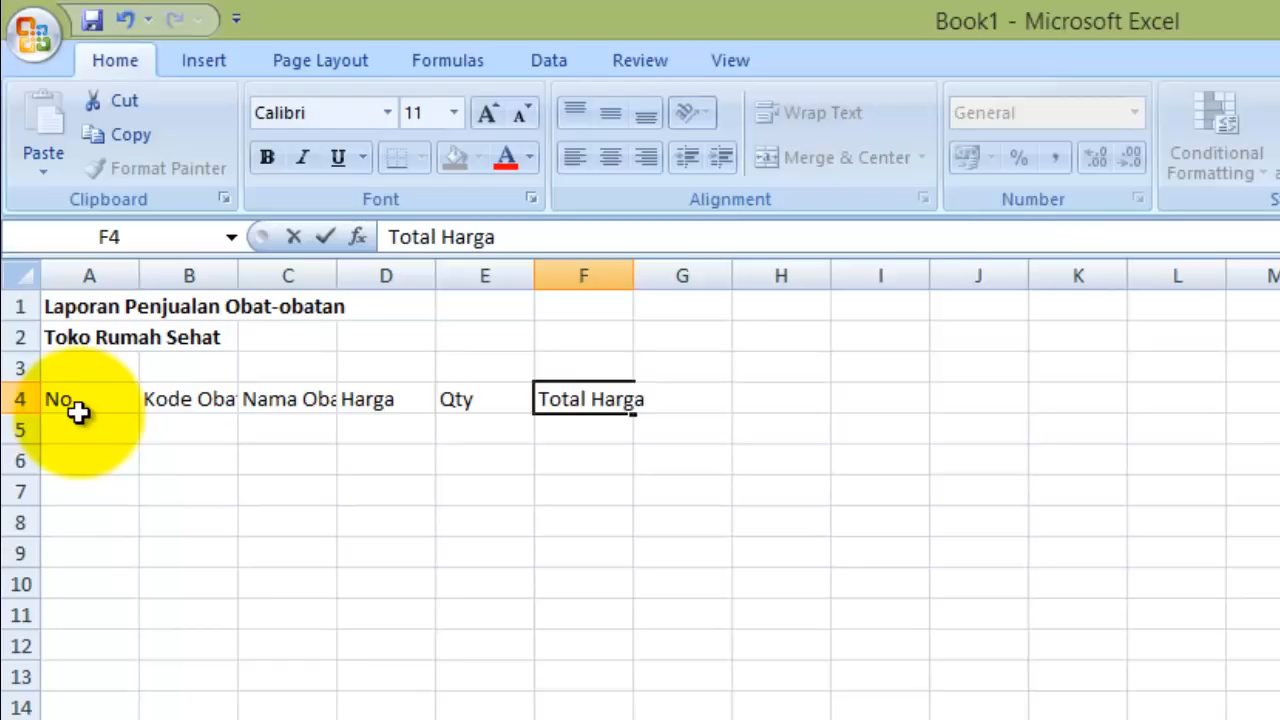 Book1 - Microsoft Excel
Home Insert Page Layout Formulas Data Review View
Paste
Cut
Copy
Format Painter
Clipboard
Calibri 11 A A
B I U A
Font
Wrap Text
Merge & Center
Alignment
General
% , .00
.00
Number
Conditional
Formatting
F4 fx Total Harga
A B C D E F G H I J K L M
1 Laporan Penjualan Obat-obatan
2 Toko Rumah Sehat
3
4 No Kode Oba Nama Oba Harga Qty Total Harga
5
6
7
8
9
10
11
12
13
14